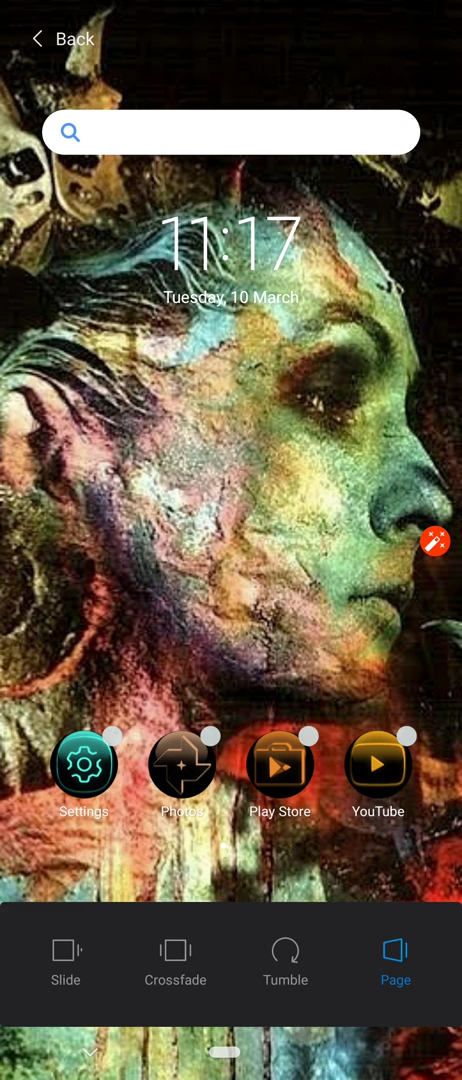 Back
11:17
Tuesday, 10 March
Settings
Photos
Play Store
YouTube
Slide
Crossfade
Tumble
Page